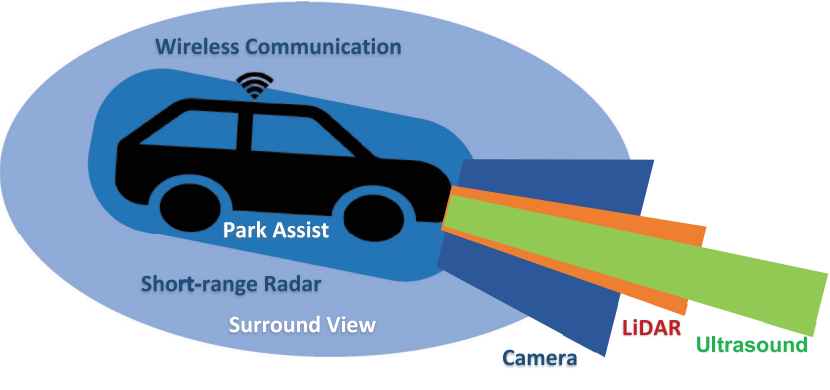 Wireless Communication
Park Assist
Short-range Radar
Surround View
LiDAR
Ultrasound
Camera